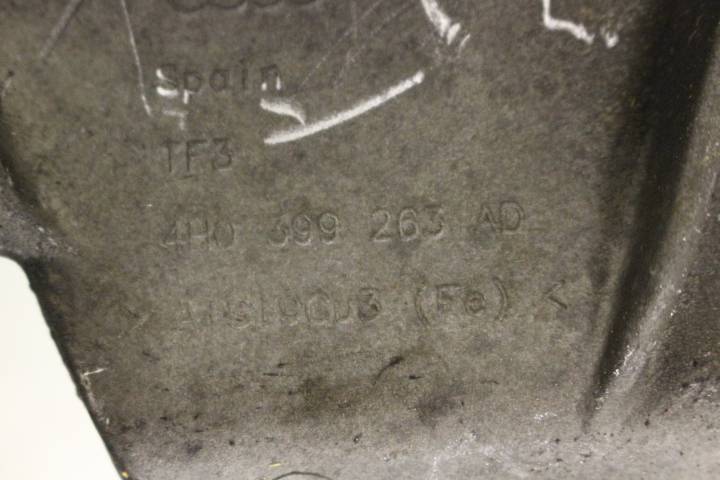 Spain
TF3
4H0 399 263 AD
(Fe) <